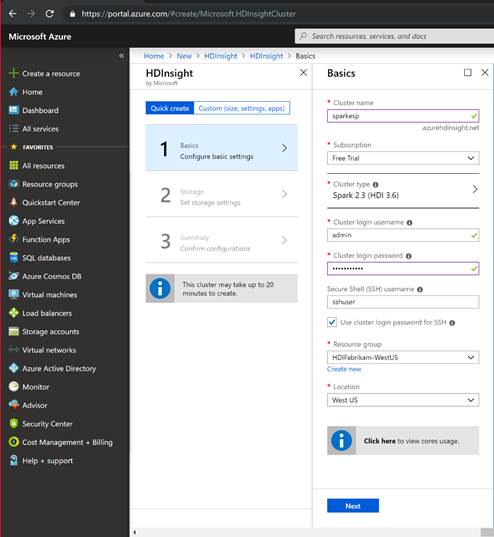 https://portal.azure.com/#create/Microsoft.HDInsightCluster
Microsoft Azure
Search resources, services, and docs
Create a resource
Home
Dashboard
All services
FAVORITES
All resources
Resource groups
Quickstart Center
App Services
Function Apps
SQL databases
Azure Cosmos DB
Virtual machines
Load balancers
Storage accounts
Virtual networks
Azure Active Directory
Monitor
Advisor
Security Center
Cost Management + Billing
Help + support
Home > New > HDInsight > HDInsight > Basics
HDInsight
by Microsoft
Quick create
Custom (size, settings, apps)
1
Basics
Configure basic settings
2
Storage
Set storage settings
3
Summary
Confirm configurations
This cluster may take up to 20
minutes to create.
Basics
* Cluster name
sparkesp
.azurehdinsight.net
* Subscription
Free Trial
* Cluster type
Spark 2.3 (HDI 3.6)
* Cluster login username
admin
* Cluster login password
Secure Shell (SSH) username
sshuser
Use cluster login password for SSH
* Resource group
HDIFabrikam-WestUS
Create new
* Location
West US
Click here to view cores usage.
Next